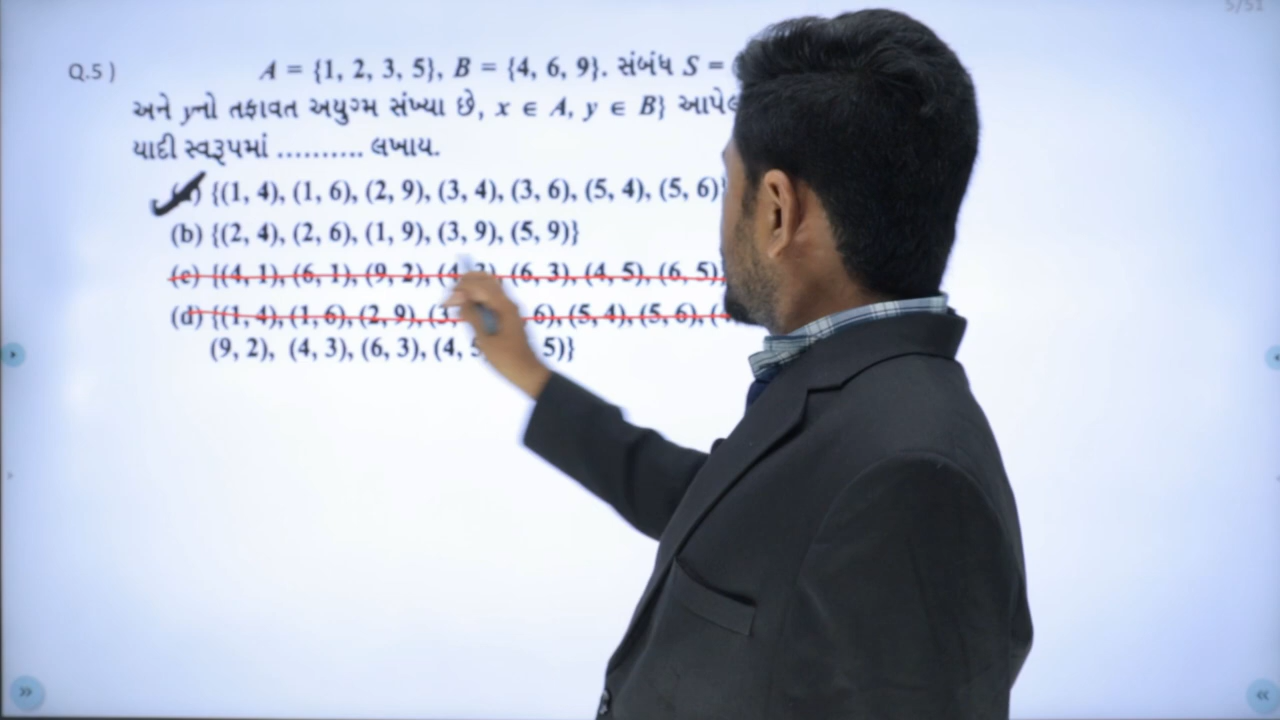 5/51
Q.5 ) A = {1, 2, 3, 5}, B = {4, 6, 9}. સંબંધ S =
અને yનો તફાવત અયુગ્મ સંખ્યા છે, x ∈ A, y ∈ B}
યાદી સ્વરૂપમાં .......... લખાય.
{(1, 4), (1, 6), (2, 9), (3, 4), (3, 6), (5, 4), (5, 6)}
(b) {(2, 4), (2, 6), (1, 9), (3, 9), (5, 9)}
(c) {(4, 1), (6, 1), (9, 2), (6, 3), (4, 5), (6, 5)}
(d) {(1, 4), (1, 6), (2, 9), (3, 6), (5, 4), (5, 6),
(9, 2), (4, 3), (6, 3), (4, 5)}